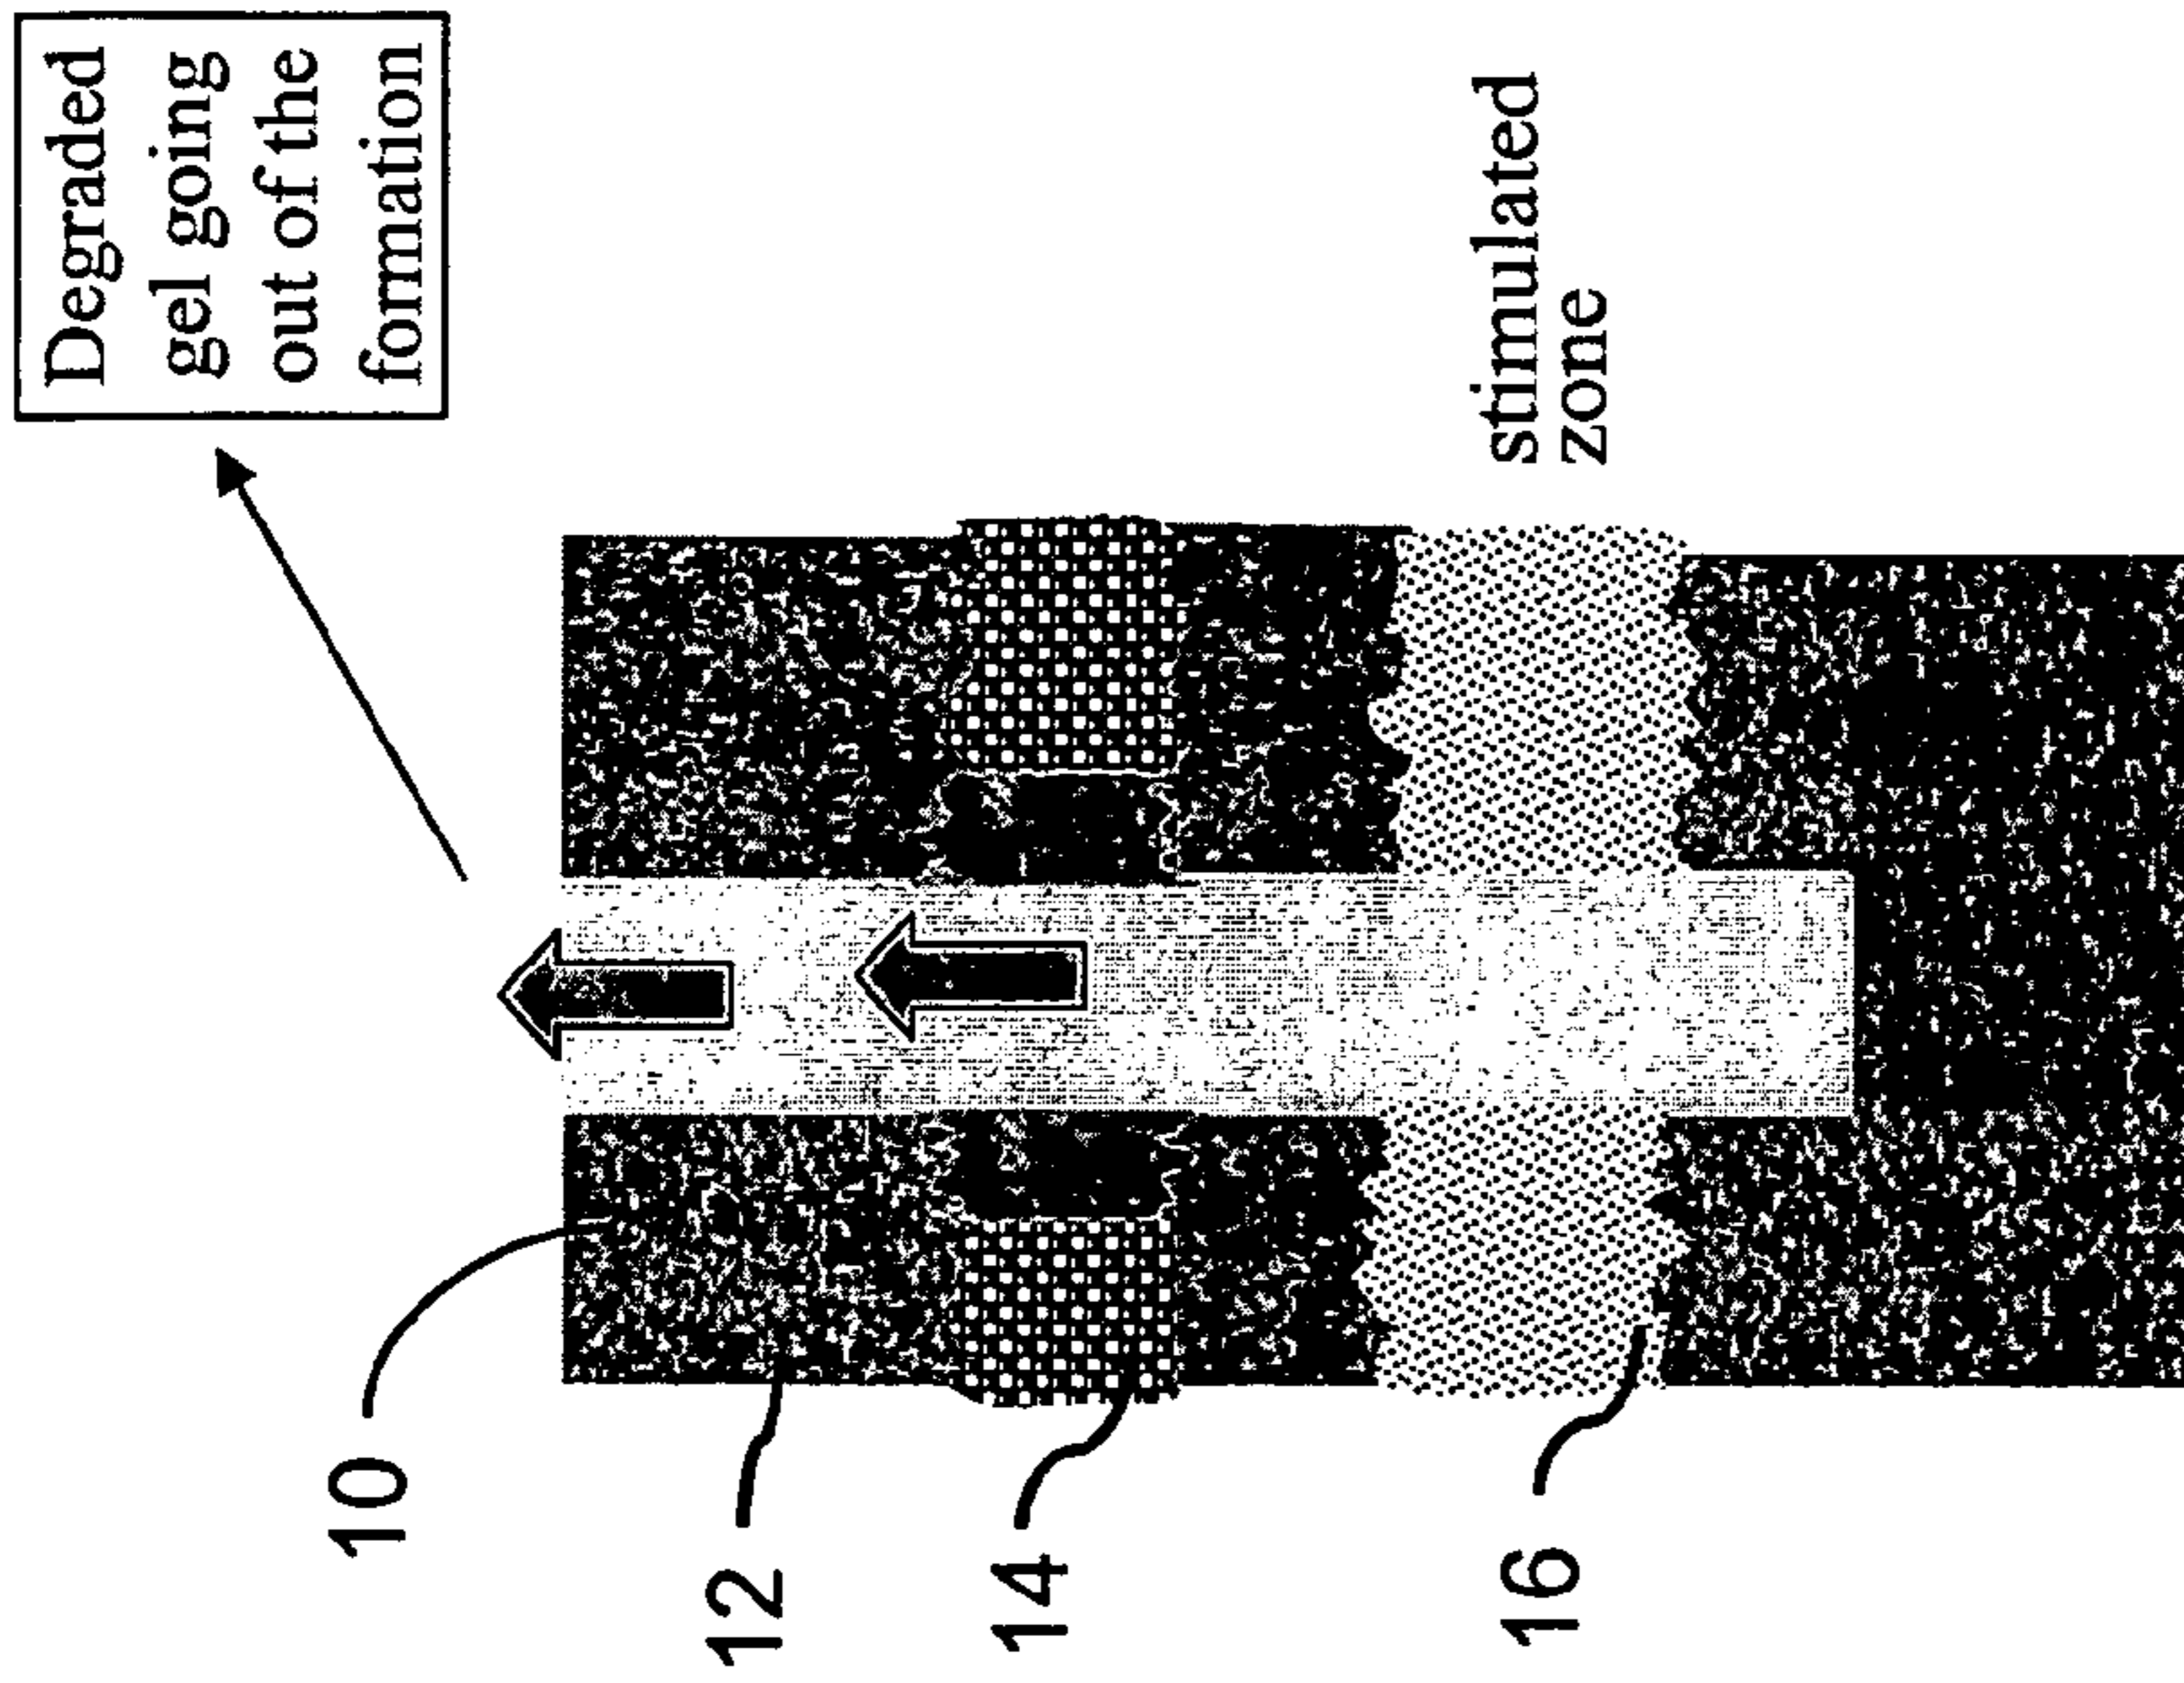 Degraded
gel going
out of the
formation
stimulated
zone
10
12
14
16